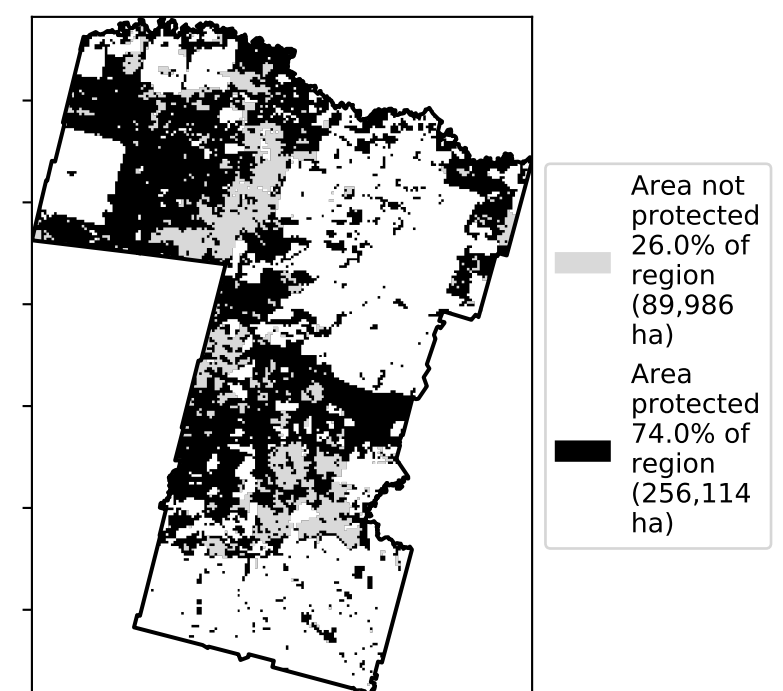 Area not
protected
26.0% of
region
(89,986
ha)
Area
protected
74.0% of
region
(256,114
ha)